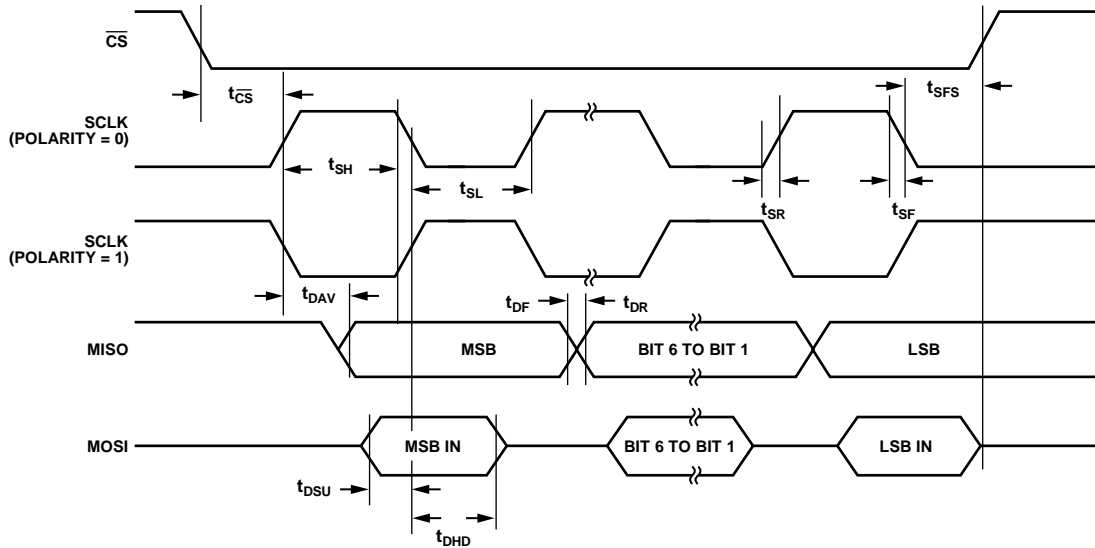 CS
tCS
tSFS
SCLK
(POLARITY = 0)
tSH
tSL
tSR
tSF
SCLK
(POLARITY = 1)
tDAV
tDF
tDR
MISO
MSB
BIT 6 TO BIT 1
LSB
MOSI
MSB IN
BIT 6 TO BIT 1
LSB IN
tDSU
tDHD